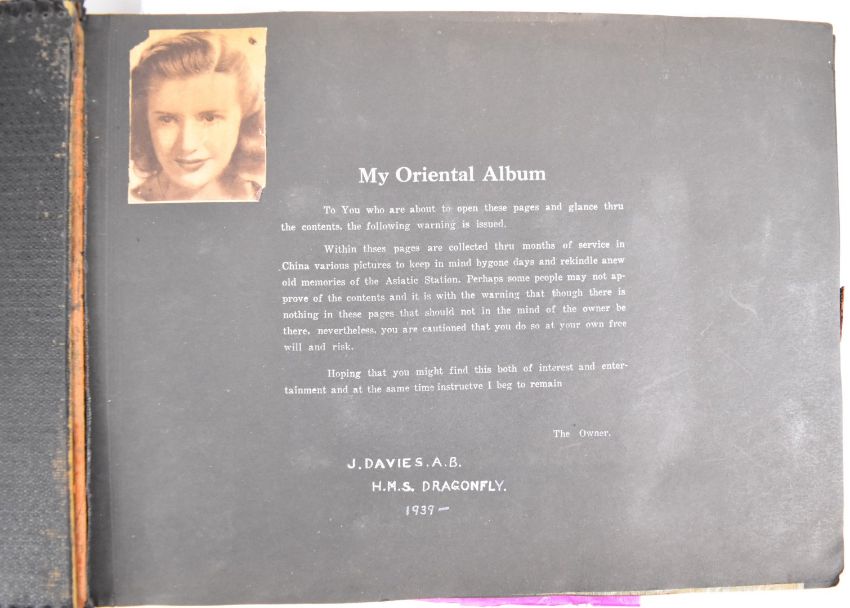 My Oriental Album
To You who are about to open these pages and glance thru
the contents, the following warning is issued.
Within thses pages are collected thru months of service in
China various pictures to keep in mind bygone days and rekindle anew
old memories of the Asiatic Station. Perhaps some people may not ap-
prove of the contents and it is with the warning that though there is
nothing in these pages that should not in the mind of the owner be
there, nevertheless, you are cautioned that you do so at your own free
will and risk.
Hoping that you might find this both of interest and enter-
tainment and at the same time instructve I beg to remain
The Owner.
J. DAVIES. A.B.
H.M.S. DRAGONFLY.
1939-